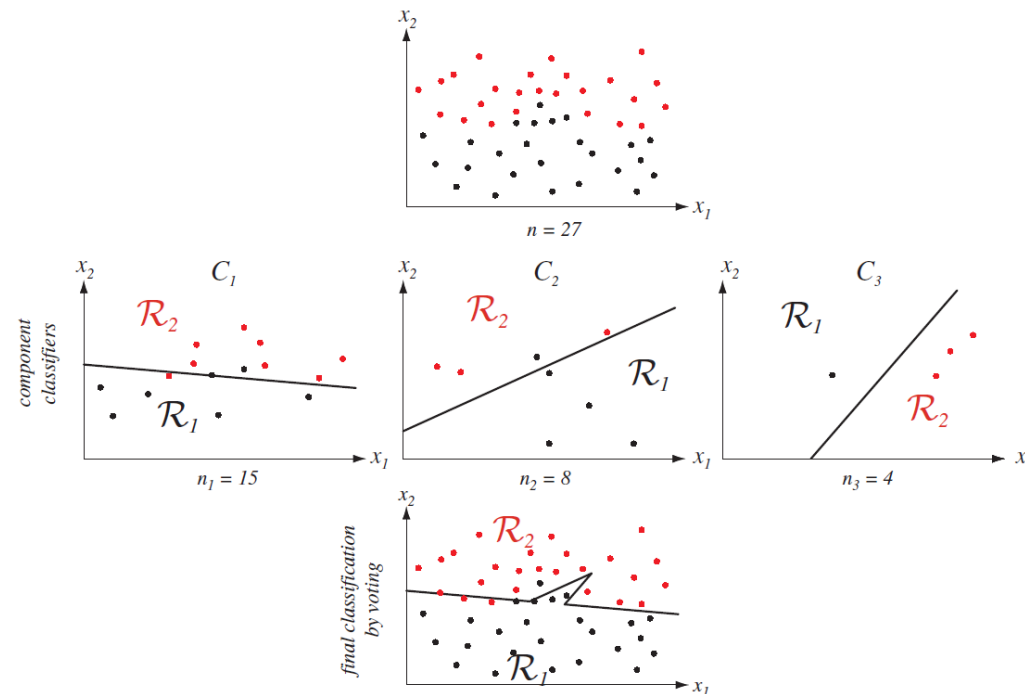 x2
x1
n = 27
component
classifiers
x2
C1
R2
R1
x1
n1 = 15
x2
C2
R2
R1
x1
n2 = 8
x2
C3
R1
R2
x
n3 = 4
final classification
by voting
x2
R2
R1
x1